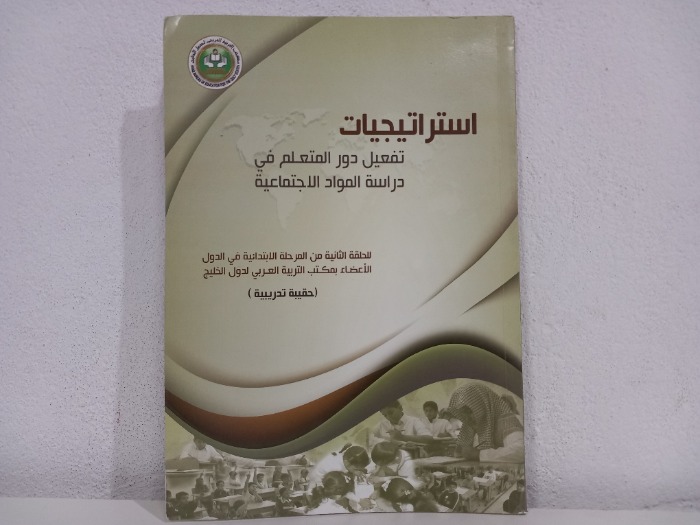 استراتيجيات
تفعيل دور المتعلم في
دراسة المواد الاجتماعية
للحلقة الثانية من المرحلة الابتدائية في الدول
الأعضاء بمكتب التربية العربي لدول الخليج
(حقيبة تدريبية)